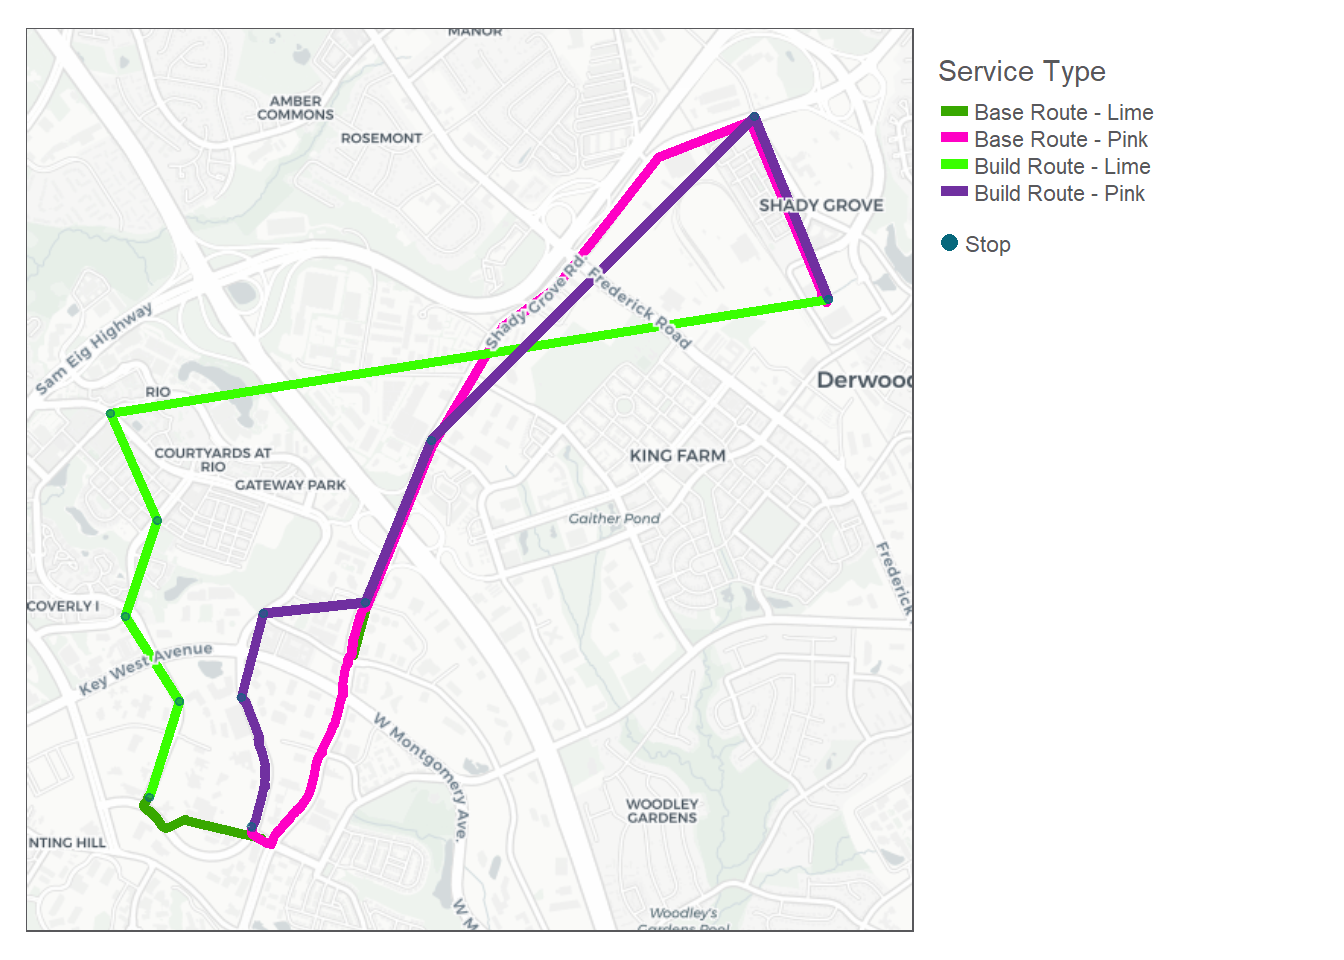 MANOR
AMBER
COMMONS
ROSEMONT
SHADY GROVE
Shady Grove Rd.
Frederick Road
Sam Eig Highway
RIO
Derwood
COURTYARDS AT
RIO
GATEWAY PARK
KING FARM
Gaither Pond
Frederick
COVERLY I
Key West Avenue
W Montgomery Ave.
WOODLEY
GARDENS
NTING HILL
W M
Woodley's
Gardens Pool
Service Type
Base Route - Lime
Base Route - Pink
Build Route - Lime
Build Route - Pink
Stop